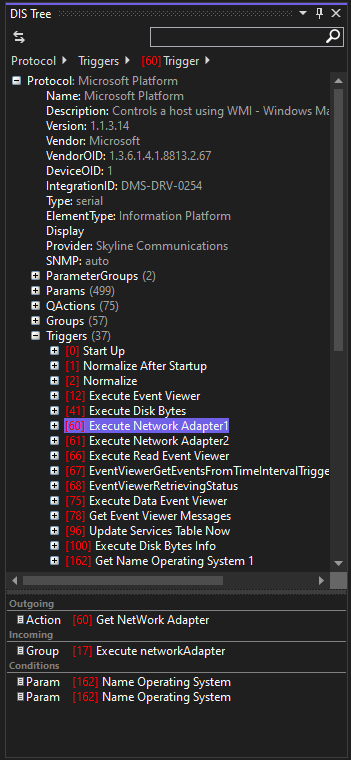 DIS Tree
Protocol Triggers [60] Trigger
Protocol: Microsoft Platform
Name: Microsoft Platform
Description: Controls a host using WMI - Windows Ma
Version: 1.1.3.14
Vendor: Microsoft
VendorOID: 1.3.6.1.4.1.8813.2.67
DeviceOID: 1
IntegrationID: DMS-DRV-0254
Type: serial
ElementType: Information Platform
Display
Provider: Skyline Communications
SNMP: auto
ParameterGroups (2)
Params (499)
QActions (75)
Groups (57)
Triggers (37)
[0] Start Up
[1] Normalize After Startup
[2] Normalize
[12] Execute Event Viewer
[41] Execute Disk Bytes
[60] Execute Network Adapter1
[61] Execute Network Adapter2
[66] Execute Read Event Viewer
[67] EventViewerGetEventsFromTimeIntervalTrigge
[68] EventViewerRetrievingStatus
[75] Execute Data Event Viewer
[78] Get Event Viewer Messages
[96] Update Services Table Now
[100] Execute Disk Bytes Info
[162] Get Name Operating System 1
Outgoing
Action [60] Get NetWork Adapter
Incoming
Group [17] Execute networkAdapter
Conditions
Param [162] Name Operating System
Param [162] Name Operating System